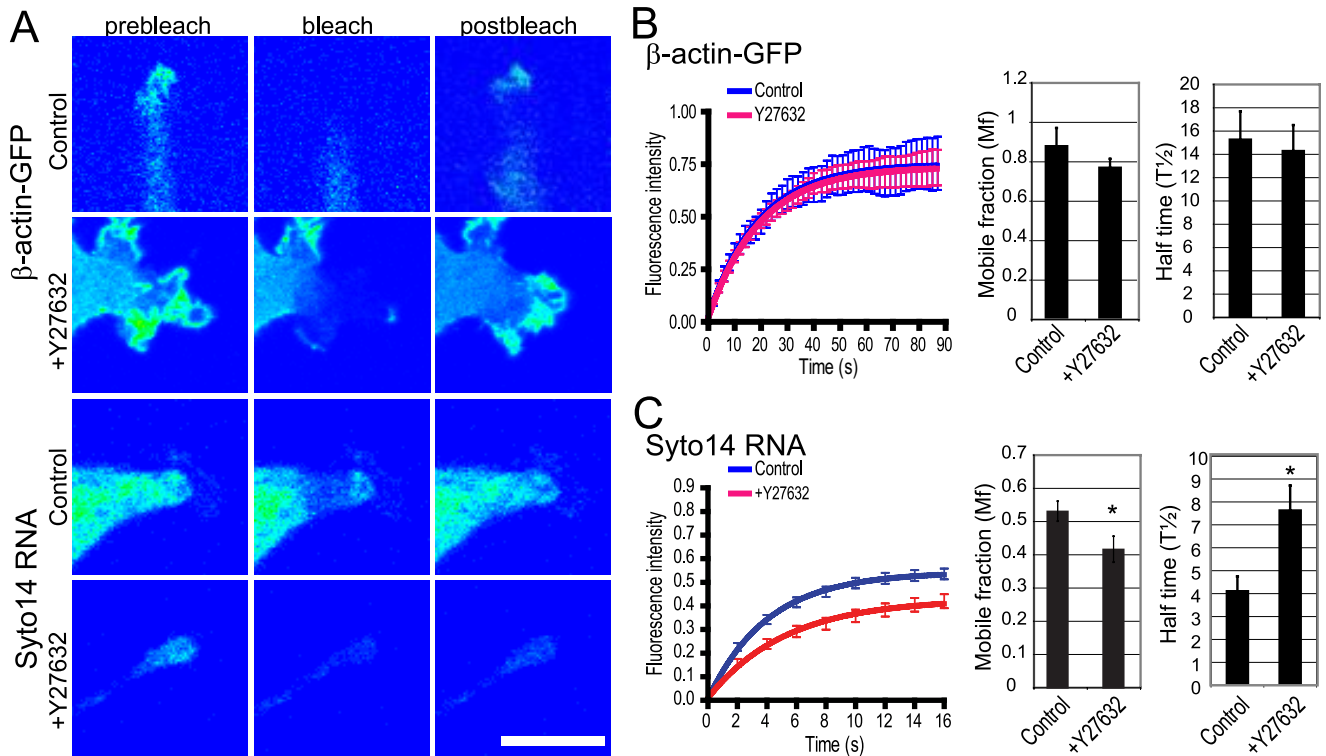 A
prebleach bleach postbleach
β-actin-GFP
Control
+Y27632
Syto14 RNA
Control
+Y27632
B
β-actin-GFP
Control
Y27632
Fluorescence intensity
1.00
0.75
0.50
0.25
0.00
0 10 20 30 40 50 60 70 80 90
Time (s)
Mobile fraction (Mf)
1.2
1
0.8
0.6
0.4
0.2
0
Control +Y27632
Half time (T½)
20
18
16
14
12
10
8
6
4
2
0
Control +Y27632
C
Syto14 RNA
Control
+Y27632
Fluorescence intensity
0.9
0.8
0.7
0.6
0.5
0.4
0.3
0.2
0.1
0.0
0 2 4 6 8 10 12 14 16
Time (s)
Mobile fraction (Mf)
0.7
0.6
0.5
0.4
0.3
0.2
0.1
0
*
Control +Y27632
Half time (T½)
10
9
8
7
6
5
4
3
2
1
0
*
Control +Y27632